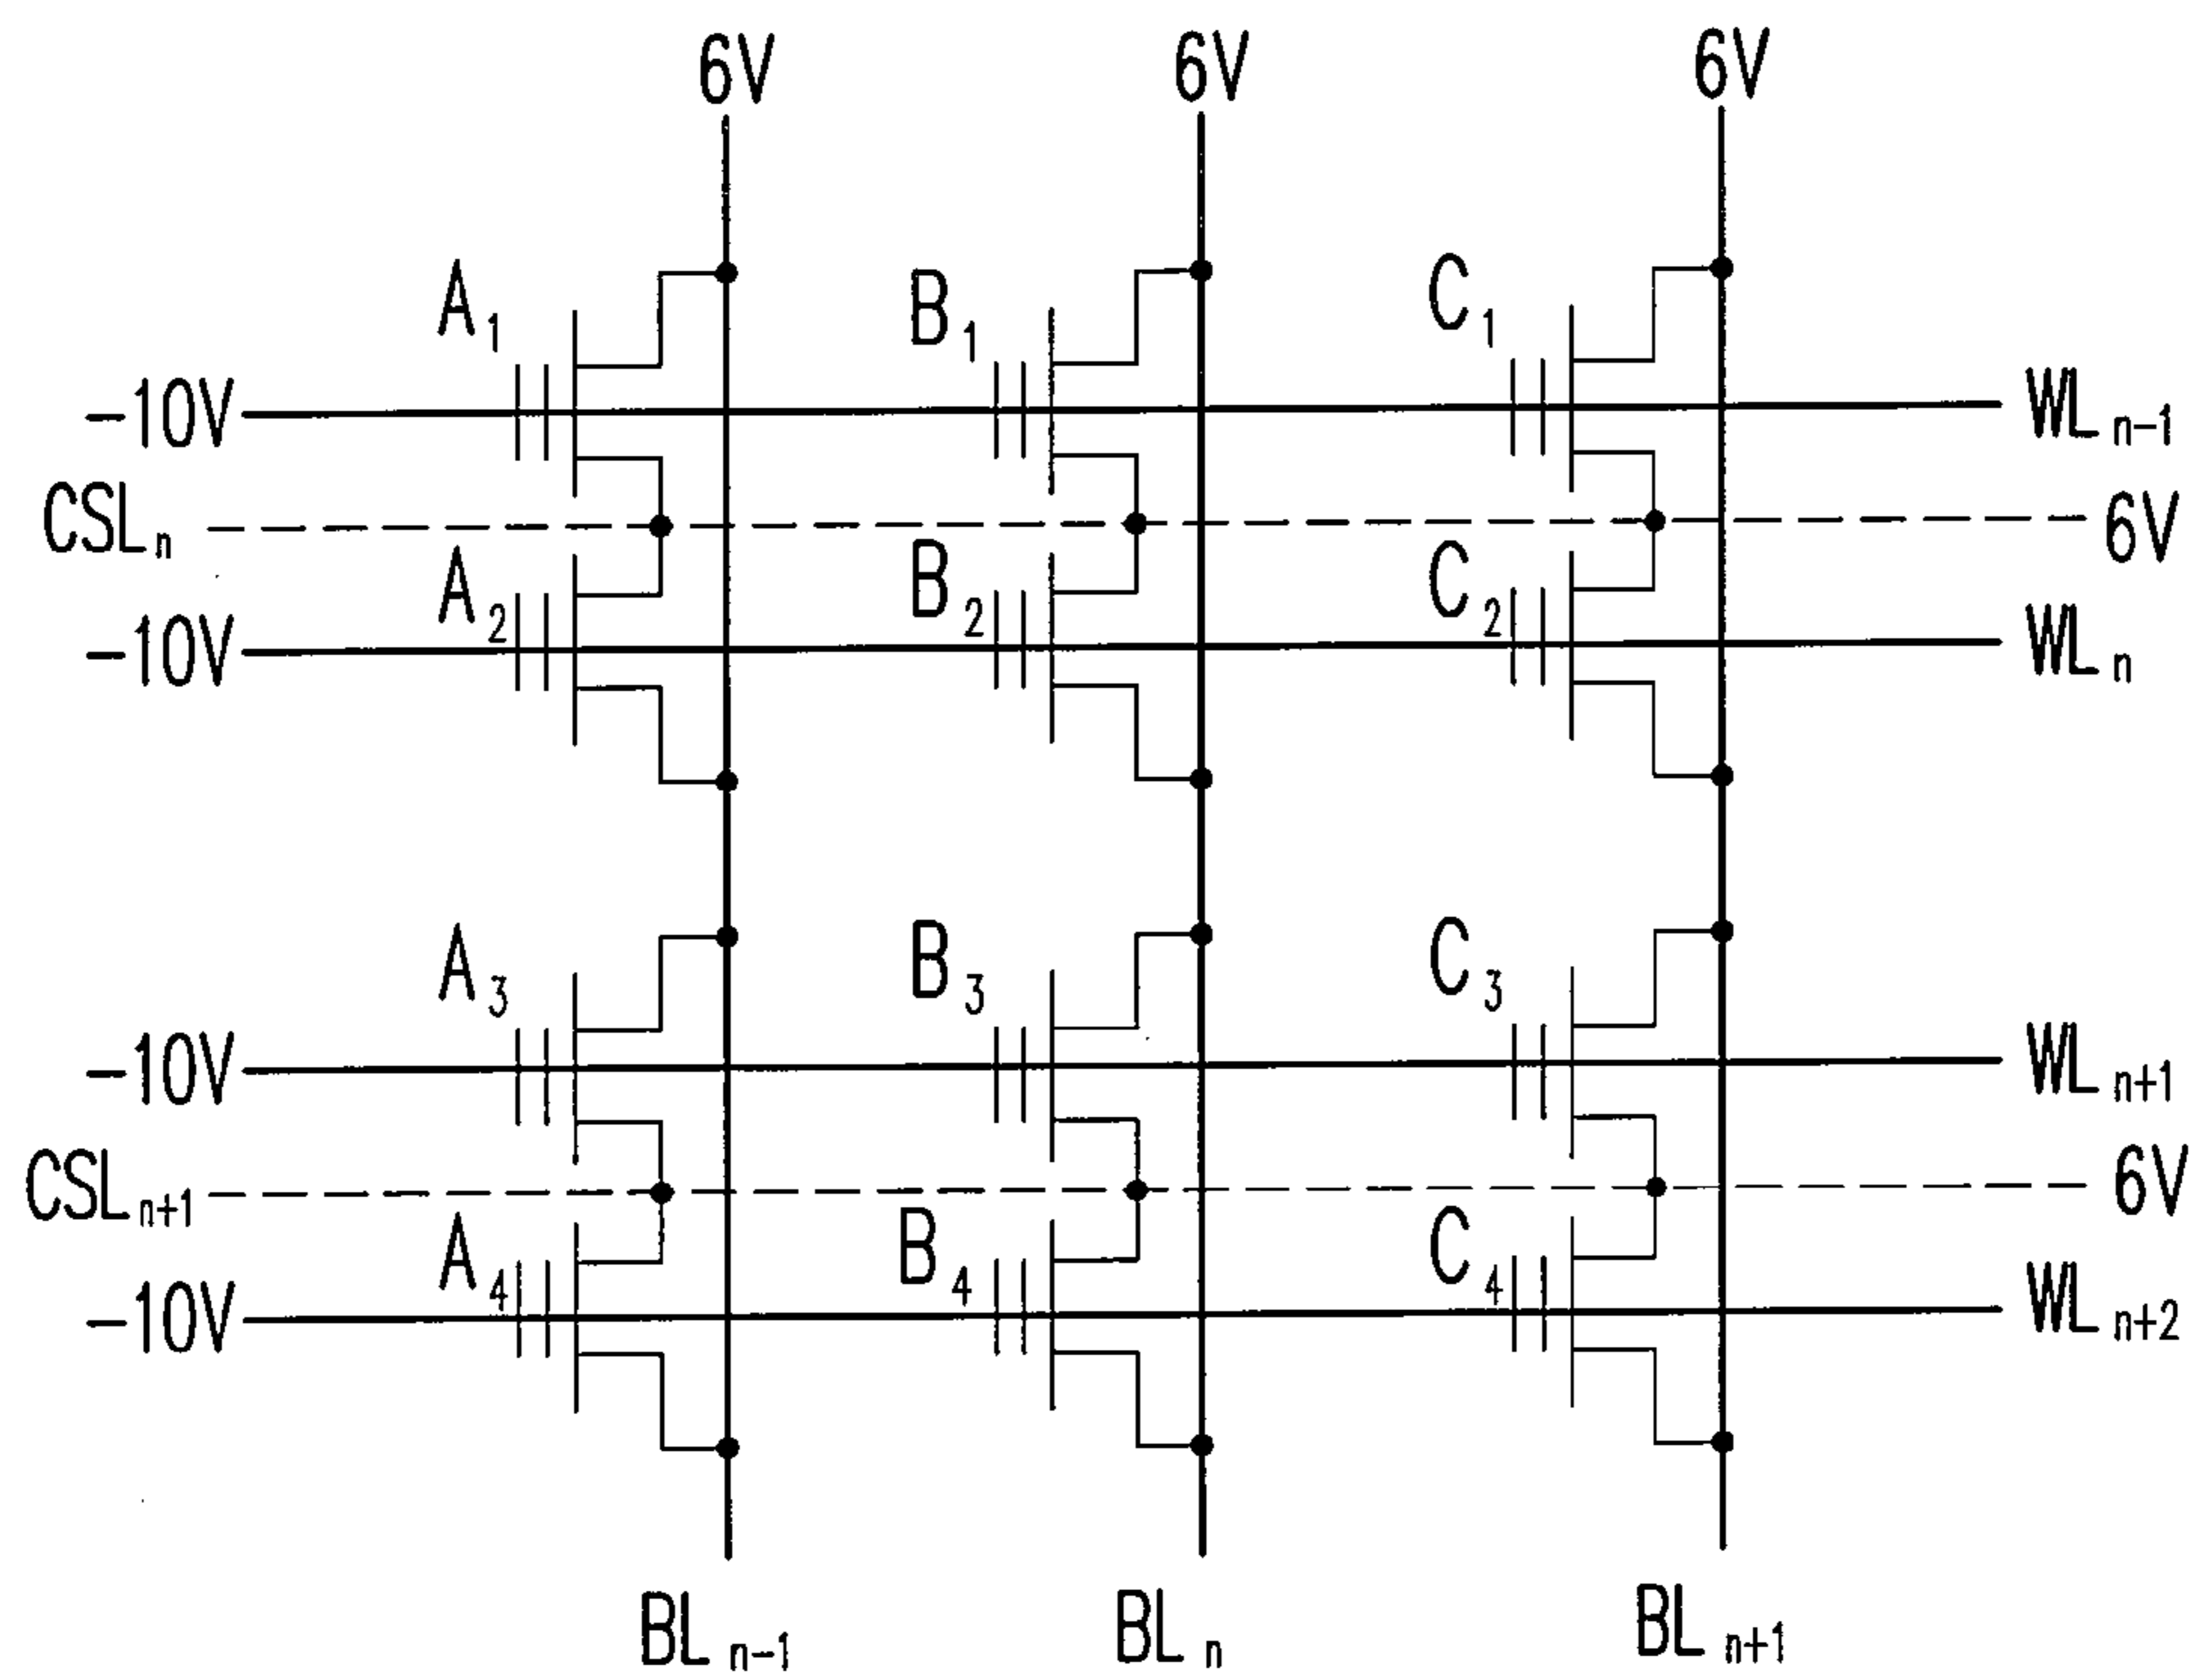 6V 6V 6V
A1 B1 C1
-10V WLn-1
CSLn 6V
A2 B2 C2
-10V WLn
A3 B3 C3
-10V WLn+1
CSLn+1 6V
A4 B4 C4
-10V WLn+2
BLn-1 BLn BLn+1